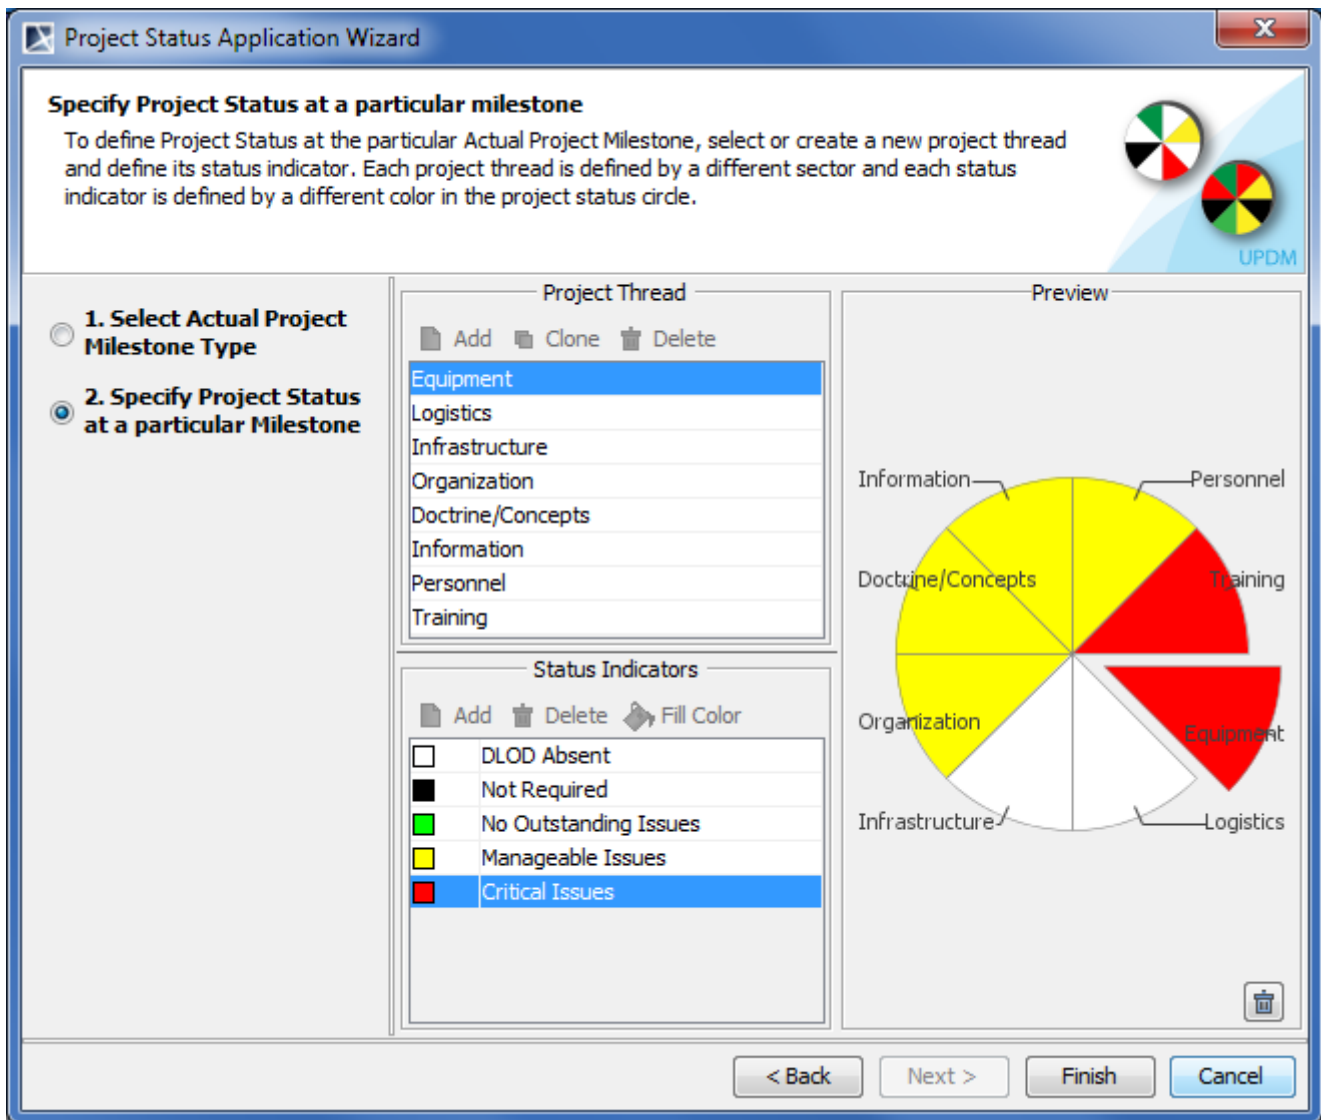 Project Status Application Wizard
Specify Project Status at a particular milestone
To define Project Status at the particular Actual Project Milestone, select or create a new project thread
and define its status indicator. Each project thread is defined by a different sector and each status
indicator is defined by a different color in the project status circle.
UPDM
1. Select Actual Project
Milestone Type
2. Specify Project Status
at a particular Milestone
Project Thread
Add Clone Delete
Equipment
Logistics
Infrastructure
Organization
Doctrine/Concepts
Information
Personnel
Training
Status Indicators
Add Delete Fill Color
DLOD Absent
Not Required
No Outstanding Issues
Manageable Issues
Critical Issues
Preview
Information Personnel
Doctrine/Concepts Training
Organization Equipment
Infrastructure Logistics
< Back Next > Finish Cancel